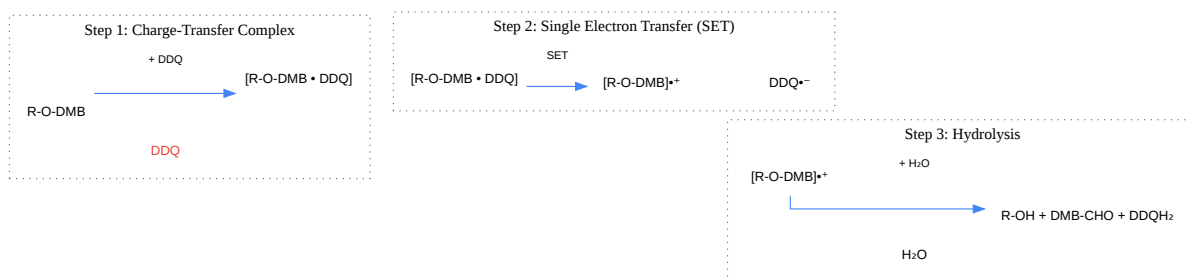 Step 1: Charge-Transfer Complex
+ DDQ
[R-O-DMB • DDQ]
R-O-DMB
DDQ
Step 2: Single Electron Transfer (SET)
SET
[R-O-DMB • DDQ]
[R-O-DMB]•⁺
DDQ•⁻
Step 3: Hydrolysis
+ H₂O
[R-O-DMB]•⁺
R-OH + DMB-CHO + DDQH₂
H₂O